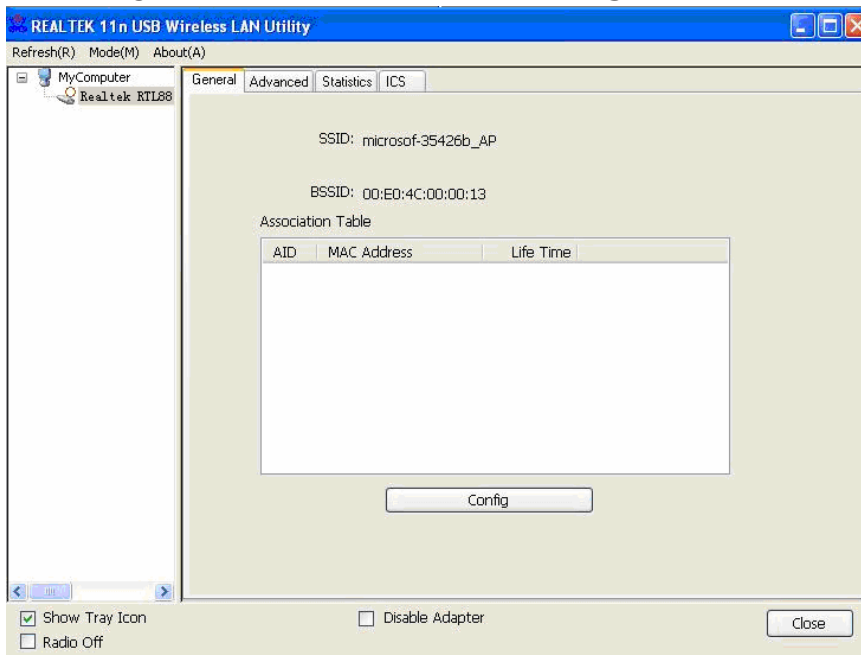 REALTEK 11n USB Wireless LAN Utility
Refresh(R) Mode(M) About(A)
MyComputer
Realtek RTL88
General Advanced Statistics ICS
SSID: microsof-35426b_AP
BSSID: 00:E0:4C:00:00:13
Association Table
AID MAC Address Life Time
Config
Show Tray Icon
Disable Adapter
Radio Off
Close